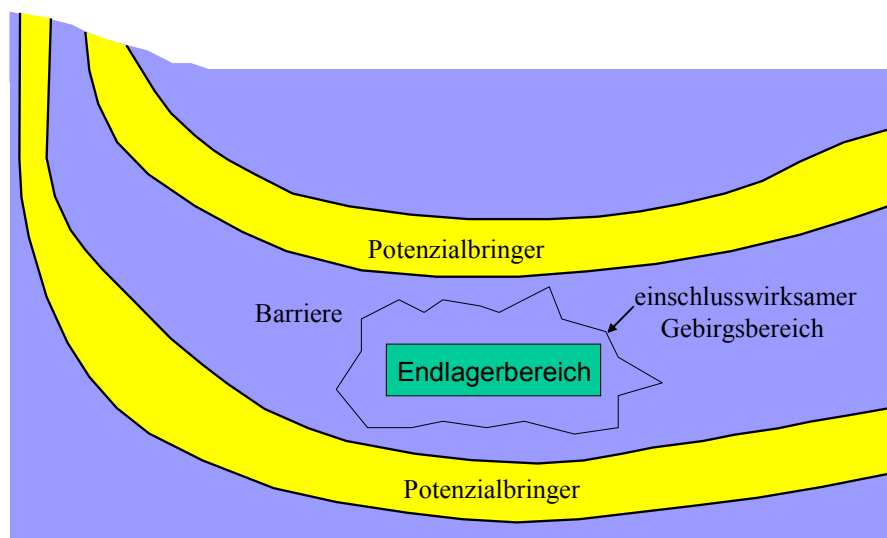 Potenzialbringer
Barriere
einschlusswirksamer
Gebirgsbereich
Endlagerbereich
Potenzialbringer